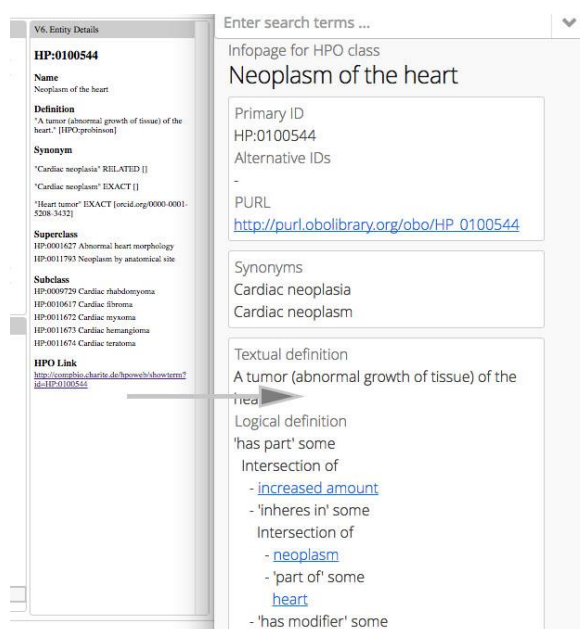 V6. Entity Details
HP:0100544
Name
Neoplasm of the heart
Definition
"A tumor (abnormal growth of tissue) of the
heart." [HPO:probinson]
Synonym
"Cardiac neoplasia" RELATED []
"Cardiac neoplasm" EXACT []
"Heart tumor" EXACT [orcid.org/0000-0001-
5208-3432]
Superclass
HP:0001627 Abnormal heart morphology
HP:0011793 Neoplasm by anatomical site
Subclass
HP:0009729 Cardiac rhabdomyoma
HP:0010617 Cardiac fibroma
HP:0011672 Cardiac myxoma
HP:0011673 Cardiac hemangioma
HP:0011674 Cardiac teratoma
HPO Link
http://compbio.charite.de/hpoweb/showterm?
id=HP:0100544
Enter search terms ...
Infopage for HPO class
Neoplasm of the heart
Primary ID
HP:0100544
Alternative IDs
-
PURL
http://purl.obolibrary.org/obo/HP_0100544
Synonyms
Cardiac neoplasia
Cardiac neoplasm
Textual definition
A tumor (abnormal growth of tissue) of the
Logical definition
'has part' some
Intersection of
- increased amount
- 'inheres in' some
Intersection of
- neoplasm
- 'part of' some
heart
- 'has modifier' some